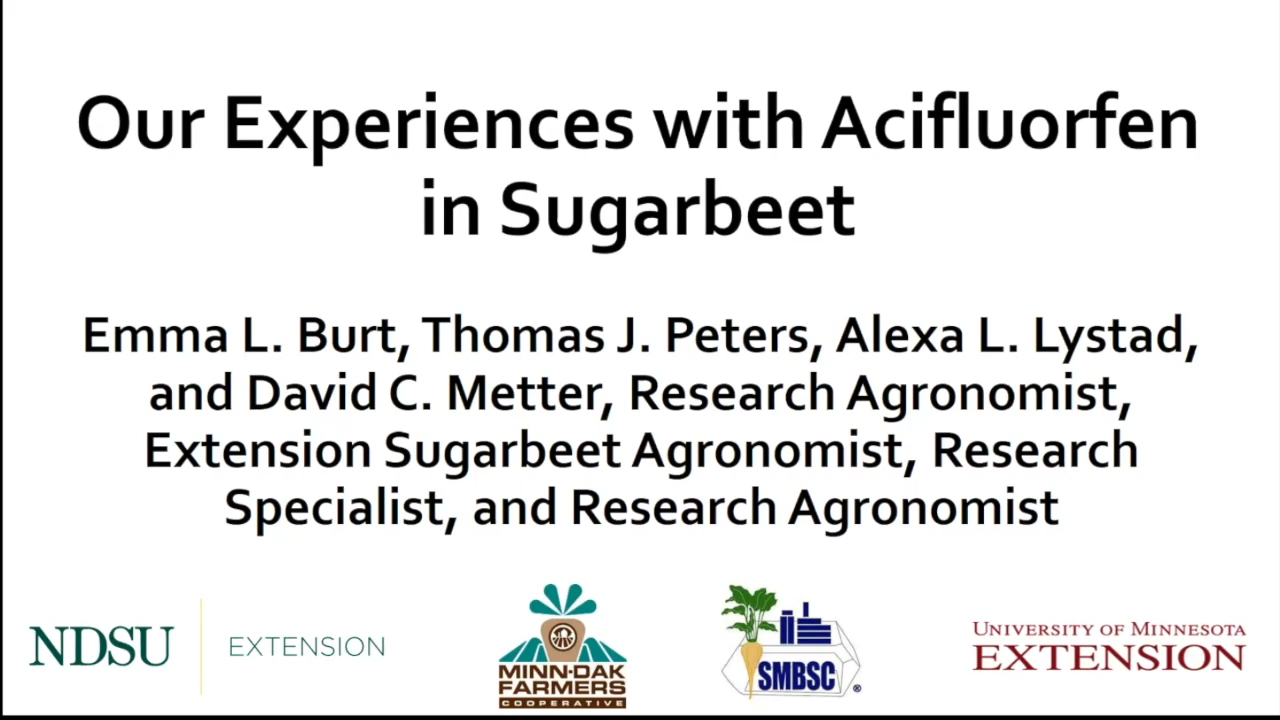 Our Experiences with Acifluorfen
in Sugarbeet
Emma L. Burt, Thomas J. Peters, Alexa L. Lystad,
and David C. Metter, Research Agronomist,
Extension Sugarbeet Agronomist, Research
Specialist, and Research Agronomist
NDSU EXTENSION
MINN-DAK
FARMERS
COOPERATIVE
SMBSC ®
UNIVERSITY OF MINNESOTA
EXTENSION